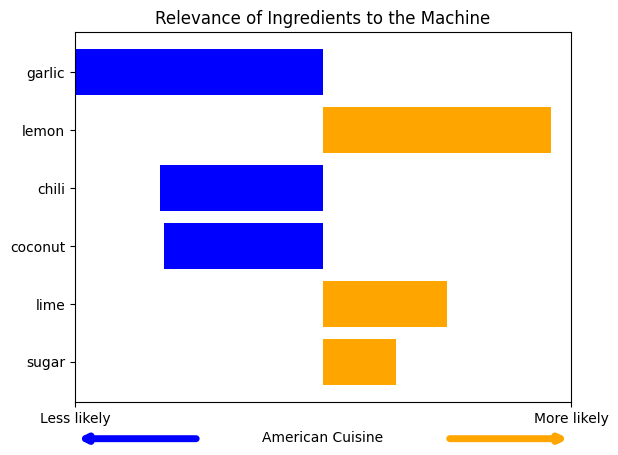 Relevance of Ingredients to the Machine
garlic
lemon
chili
coconut
lime
sugar
Less likely
More likely
American Cuisine